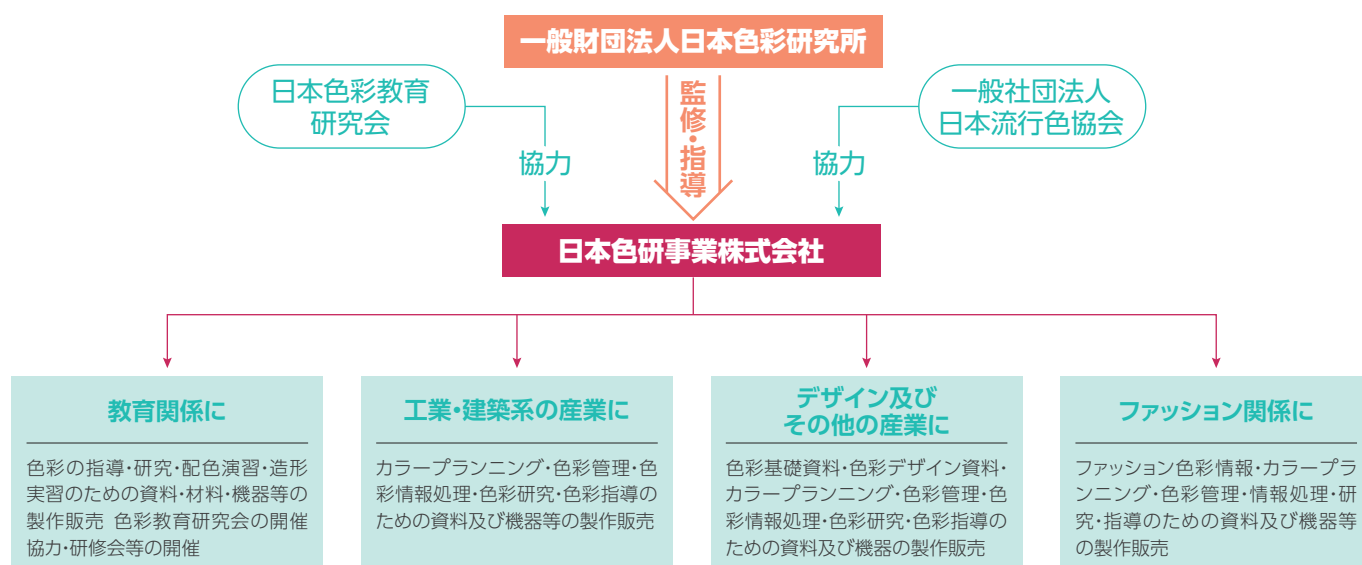 一般財団法人日本色彩研究所
日本色彩教育
研究会
監修・指導
一般社団法人
日本流行色協会
協力
協力
日本色研事業株式会社
教育関係に
色彩の指導・研究・配色演習・造形
実習のための資料・材料・機器等の
製作販売 色彩教育研究会の開催
協力・研修会等の開催
工業・建築系の産業に
カラープランニング・色彩管理・色
彩情報処理・色彩研究・色彩指導の
ための資料及び機器等の製作販売
デザイン及び
その他の産業に
色彩基礎資料・色彩デザイン資料・
カラープランニング・色彩管理・色
彩情報処理・色彩研究・色彩指導の
ための資料及び機器の製作販売
ファッション関係に
ファッション色彩情報・カラープラ
ンニング・色彩管理・情報処理・研
究・指導のための資料及び機器等
の製作販売